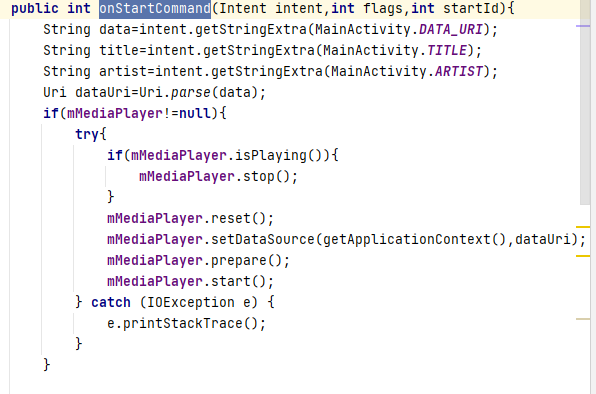 public int onStartCommand(Intent intent,int flags,int startId){
String data=intent.getStringExtra(MainActivity.DATA_URI);
String title=intent.getStringExtra(MainActivity.TITLE);
String artist=intent.getStringExtra(MainActivity.ARTIST);
Uri dataUri=Uri.parse(data);
if(mMediaPlayer!=null){
try{
if(mMediaPlayer.isPlaying()){
mMediaPlayer.stop();
}
mMediaPlayer.reset();
mMediaPlayer.setDataSource(getApplicationContext(),dataUri);
mMediaPlayer.prepare();
mMediaPlayer.start();
} catch (IOException e) {
e.printStackTrace();
}
}